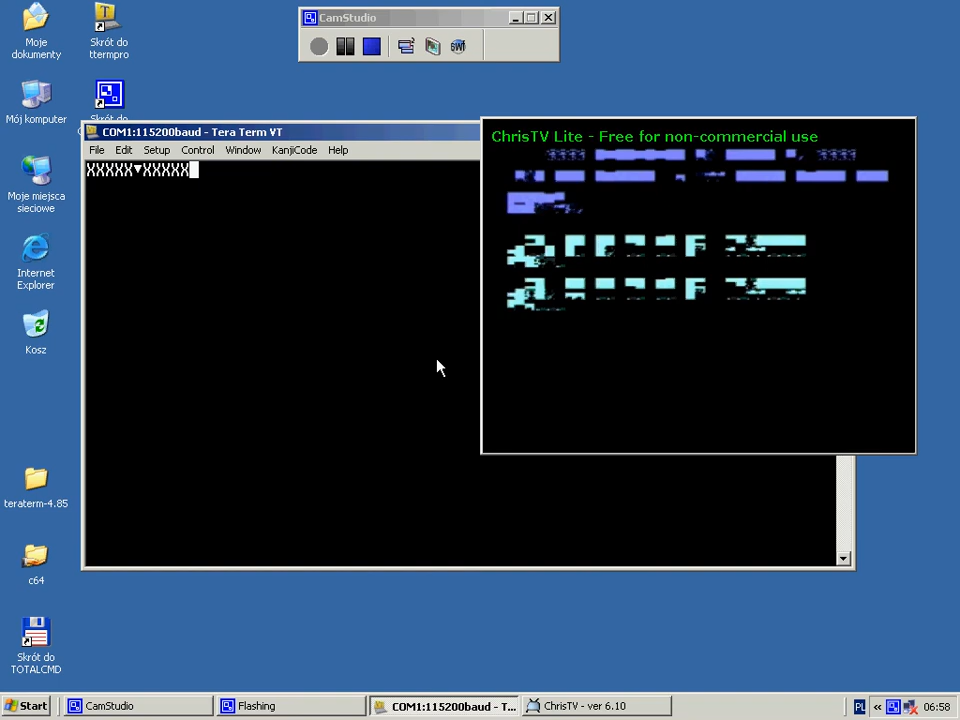 CamStudio
Moje dokumenty
Skrót do ttermpro
Mój komputer
Skrót do
COM1:115200baud - Tera Term VT
File Edit Setup Control Window KanjiCode Help
XXXXX▼XXXXX
ChrisTV Lite - Free for non-commercial use
Moje miejsca sieciowe
Internet Explorer
Kosz
teraterm-4.85
c64
Skrót do TOTALCMD
Start
CamStudio
Flashing
COM1:115200baud - T...
ChrisTV - ver 6.10
PL
«
06:58